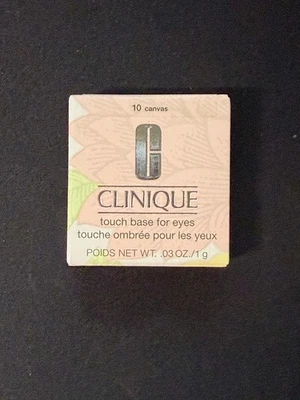 10 canvas
CLINIQUE
touch base for eyes
touche ombrée pour les yeux
POIDS NET WT. .03 OZ./1 g